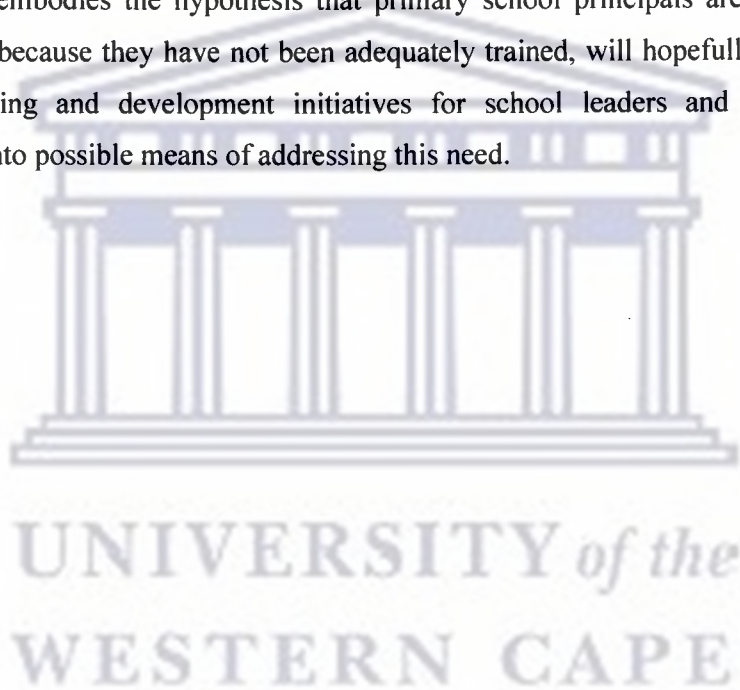 embodies the hypothesis that primary school principals are
because they have not been adequately trained, will hopefull
ing and development initiatives for school leaders and
nto possible means of addressing this need.
UNIVERSITY of the
WESTERN CAPE